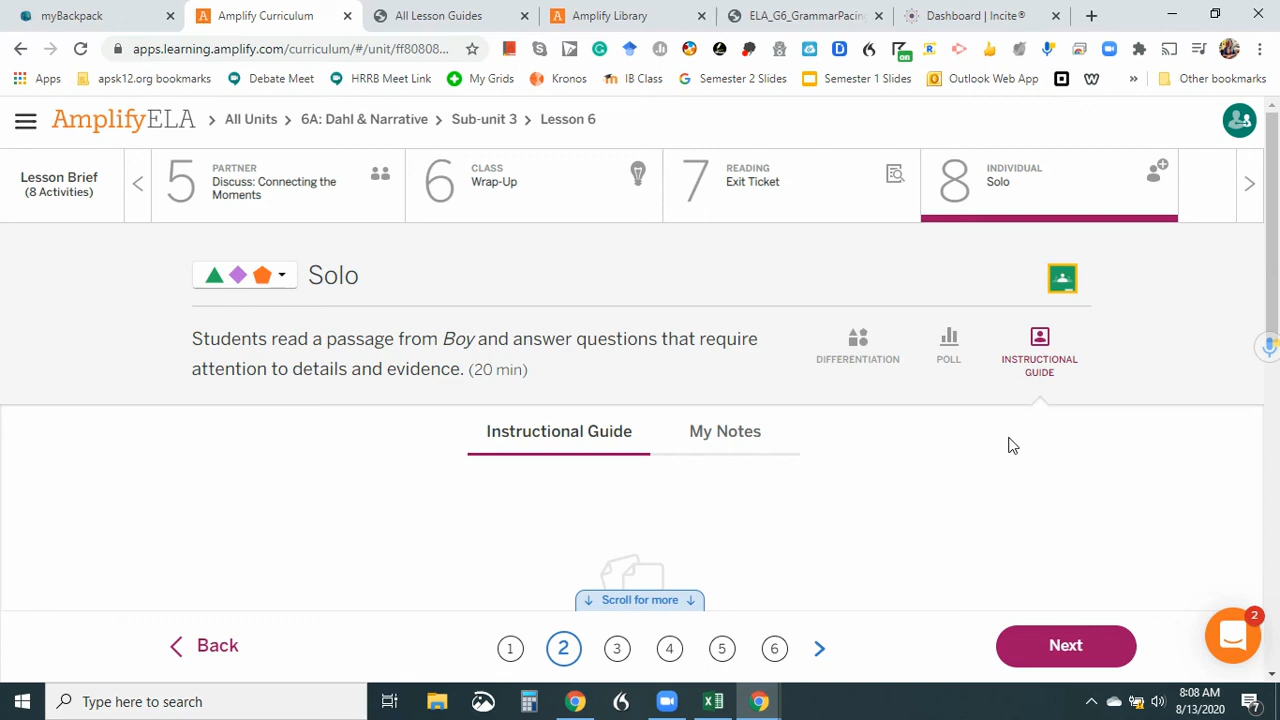 myBackpack
Amplify Curriculum
All Lesson Guides
Amplify Library
ELA_G6_GrammarPacin
Dashboard | Incite®
apps.learning.amplify.com/curriculum/#/unit/ff80808...
on
Apps
apsk12.org bookmarks
Debate Meet
HRRB Meet Link
My Grids
Kronos
IB Class
Semester 2 Slides
Semester 1 Slides
Outlook Web App
Other bookmarks
AmplifyELA
All Units
6A: Dahl & Narrative
Sub-unit 3
Lesson 6
Lesson Brief
(8 Activities)
5
PARTNER
Discuss: Connecting the
Moments
6
CLASS
Wrap-Up
7
READING
Exit Ticket
8
INDIVIDUAL
Solo
Solo
Students read a passage from Boy and answer questions that require
attention to details and evidence. (20 min)
DIFFERENTIATION
POLL
INSTRUCTIONAL
GUIDE
Instructional Guide
My Notes
Scroll for more
Back
1
2
3
4
5
6
Next
2
Type here to search
8:08 AM
8/13/2020
7